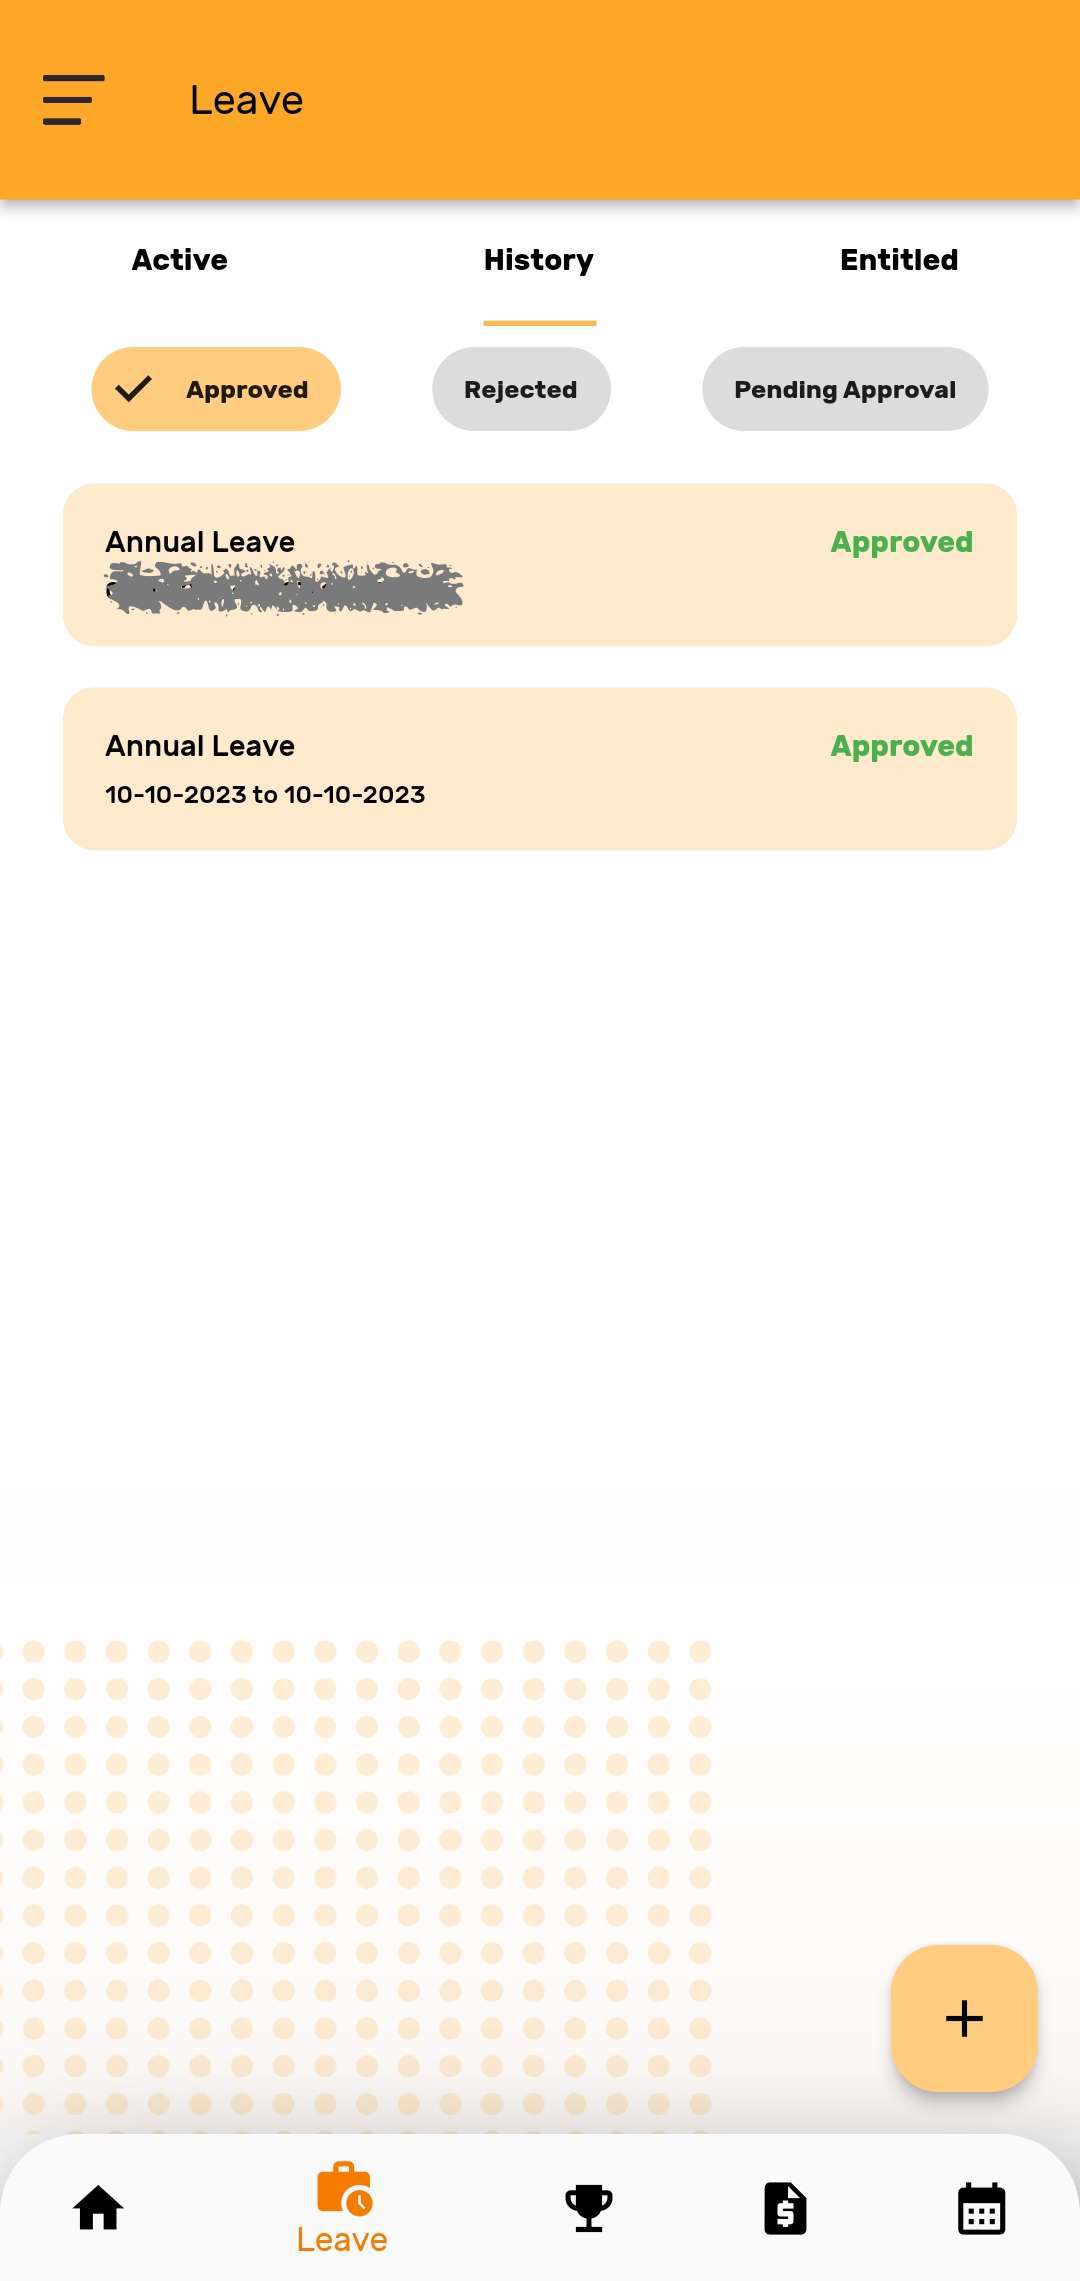 Leave
Active
History
Entitled
Approved
Rejected
Pending Approval
Annual Leave
Approved
Annual Leave
Approved
10-10-2023 to 10-10-2023
Leave